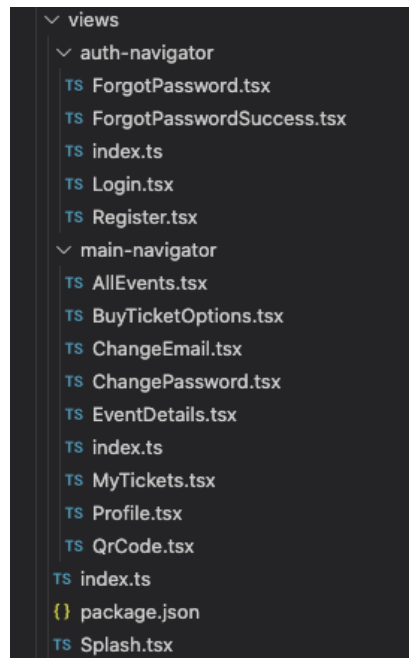 views
auth-navigator
TS ForgotPassword.tsx
TS ForgotPasswordSuccess.tsx
TS index.ts
TS Login.tsx
TS Register.tsx
main-navigator
TS AllEvents.tsx
TS BuyTicketOptions.tsx
TS ChangeEmail.tsx
TS ChangePassword.tsx
TS EventDetails.tsx
TS index.ts
TS MyTickets.tsx
TS Profile.tsx
TS QrCode.tsx
TS index.ts
{} package.json
TS Splash.tsx